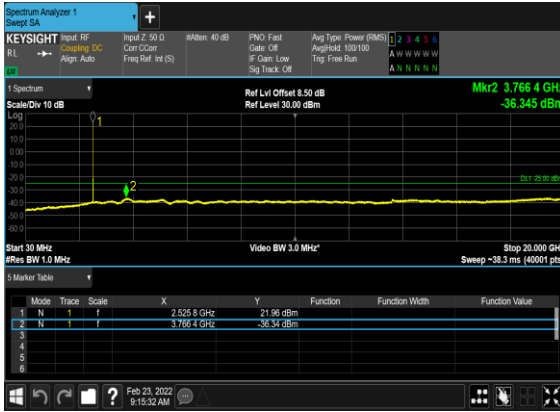 Spectrum Analyzer 1
Swept SA
+
KEYSIGHT
RL
LV
Input: RF
Coupling: DC
Align: Auto
Input Z: 50 Ω
Corr CCorr
Freq Ref: Int (S)
#Atten: 40 dB
PNO: Fast
Gate: Off
IF Gain: Low
Sig Track: Off
Avg Type: Power (RMS)
Avg|Hold: 100/100
Trig: Free Run
1 2 3 4 5 6
A W W W W W
A N N N N N
1 Spectrum
Scale/Div 10 dB
Ref Lvl Offset 8.50 dB
Ref Level 30.00 dBm
Mkr2 3.766 4 GHz
-36.345 dBm
Log
20.0
10.0
0.00
-10.0
-20.0
-30.0
-40.0
-50.0
-60.0
1
2
DL1 -25.00 dBm
Start 30 MHz
#Res BW 1.0 MHz
Video BW 3.0 MHz*
Stop 20.000 GHz
Sweep ~38.3 ms (40001 pts)
5 Marker Table
Mode Trace Scale X Y Function Function Width Function Value
1 N 1 f 2.525 8 GHz 21.96 dBm
2 N 1 f 3.766 4 GHz -36.34 dBm
3
4
5
6
?
Feb 23, 2022
9:15:32 AM